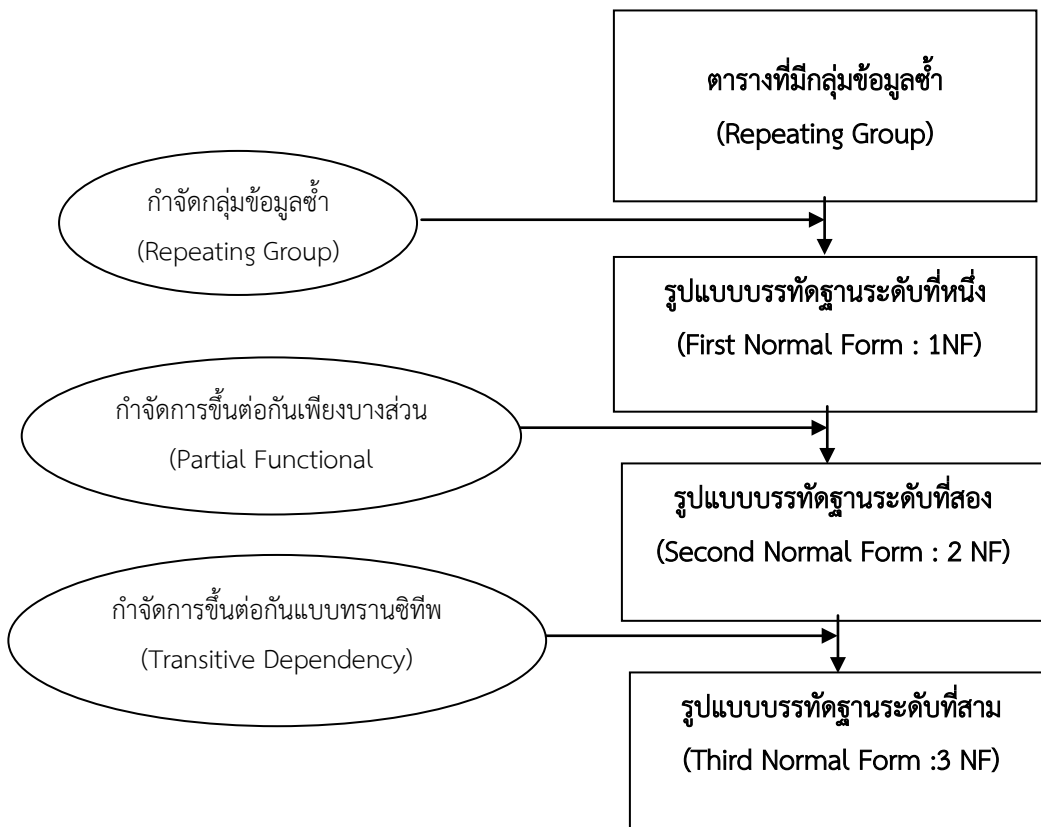 ตารางที่มีกลุ่มข้อมูลซ้ำ
(Repeating Group)
กำจัดกลุ่มข้อมูลซ้ำ
(Repeating Group)
รูปแบบบรรทัดฐานระดับที่หนึ่ง
(First Normal Form : 1NF)
กำจัดการขึ้นต่อกันเพียงบางส่วน
(Partial Functional
รูปแบบบรรทัดฐานระดับที่สอง
(Second Normal Form : 2 NF)
กำจัดการขึ้นต่อกันแบบทรานซิทีพ
(Transitive Dependency)
รูปแบบบรรทัดฐานระดับที่สาม
(Third Normal Form :3 NF)